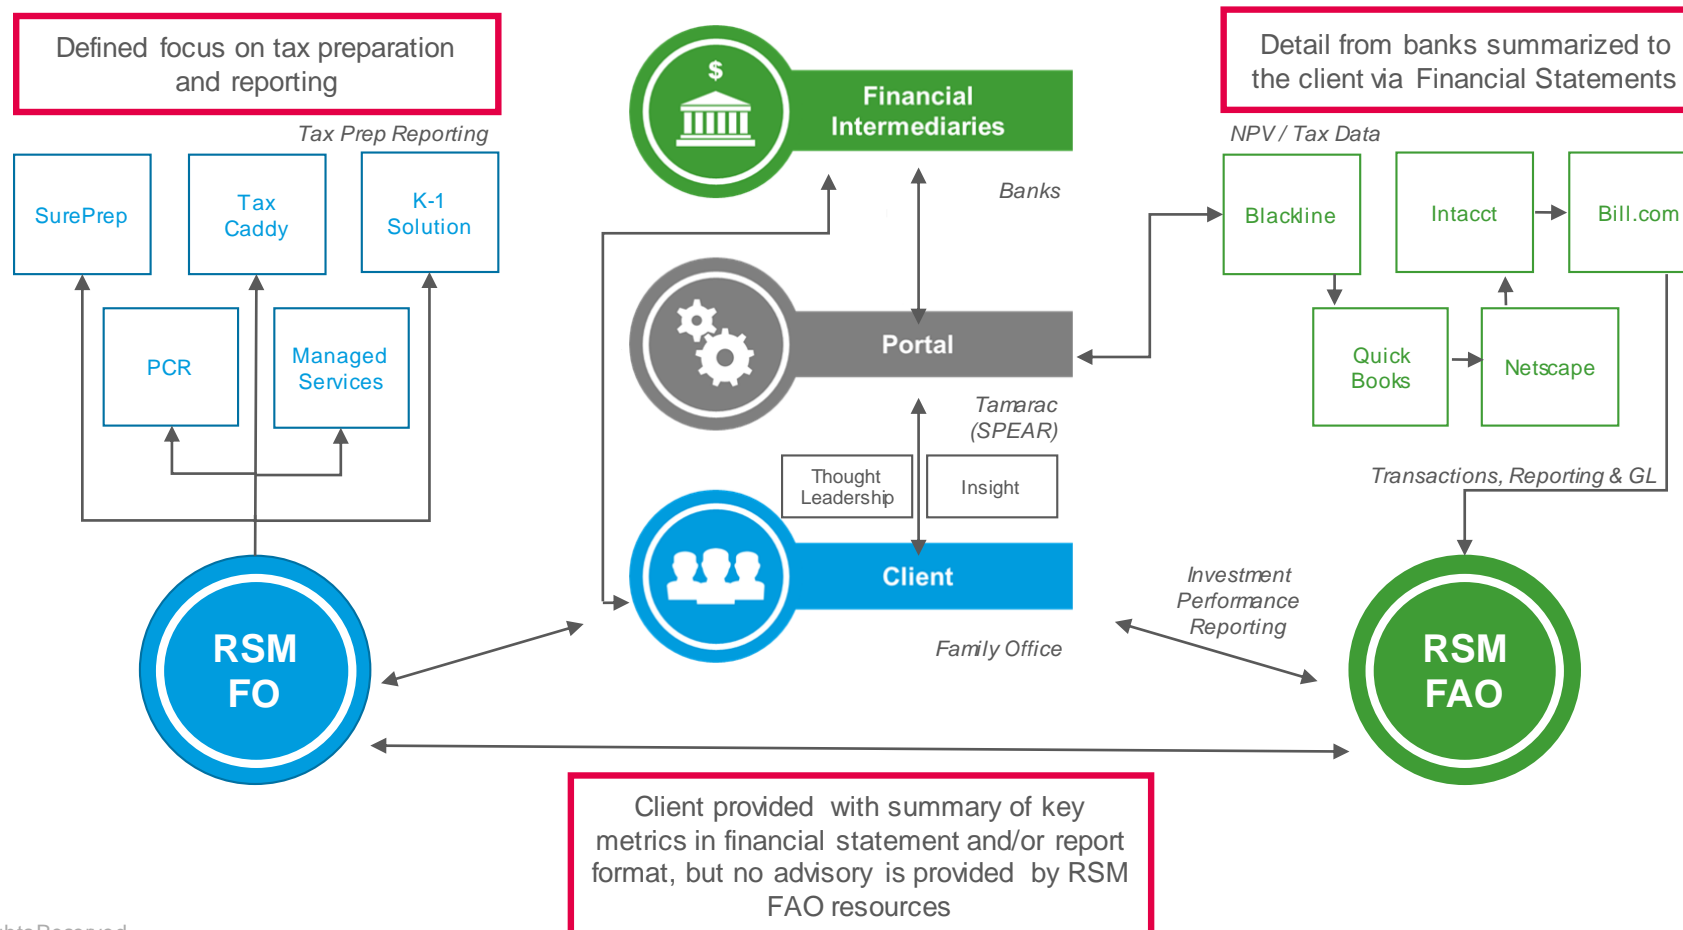 Defined focus on tax preparation
and reporting
Tax Prep Reporting
SurePrep
Tax
Caddy
K-1
Solution
PCR
Managed
Services
RSM
FO
$
Financial
Intermediaries
Banks
Portal
Tamarac
(SPEAR)
Thought
Leadership
Insight
Client
Family Office
Detail from banks summarized to
the client via Financial Statements
NPV / Tax Data
Blackline
Intacct
Bill.com
Quick
Books
Netscape
Transactions, Reporting & GL
Investment
Performance
Reporting
RSM
FAO
Client provided with summary of key
metrics in financial statement and/or report
format, but no advisory is provided by RSM
FAO resources